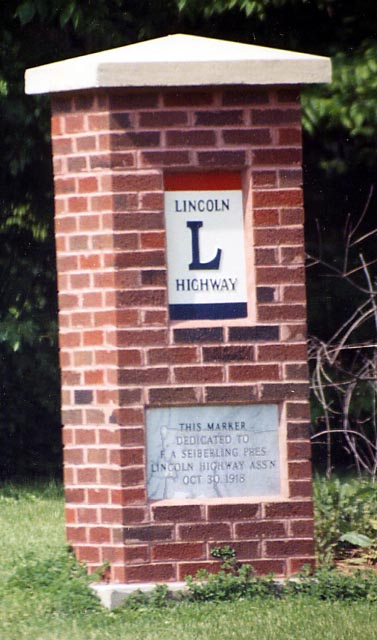 LINCOLN
L
HIGHWAY
THIS MARKER
DEDICATED TO
F. A SEIBERLING PRES.
LINCOLN HIGHWAY ASS'N
OCT 30, 1918